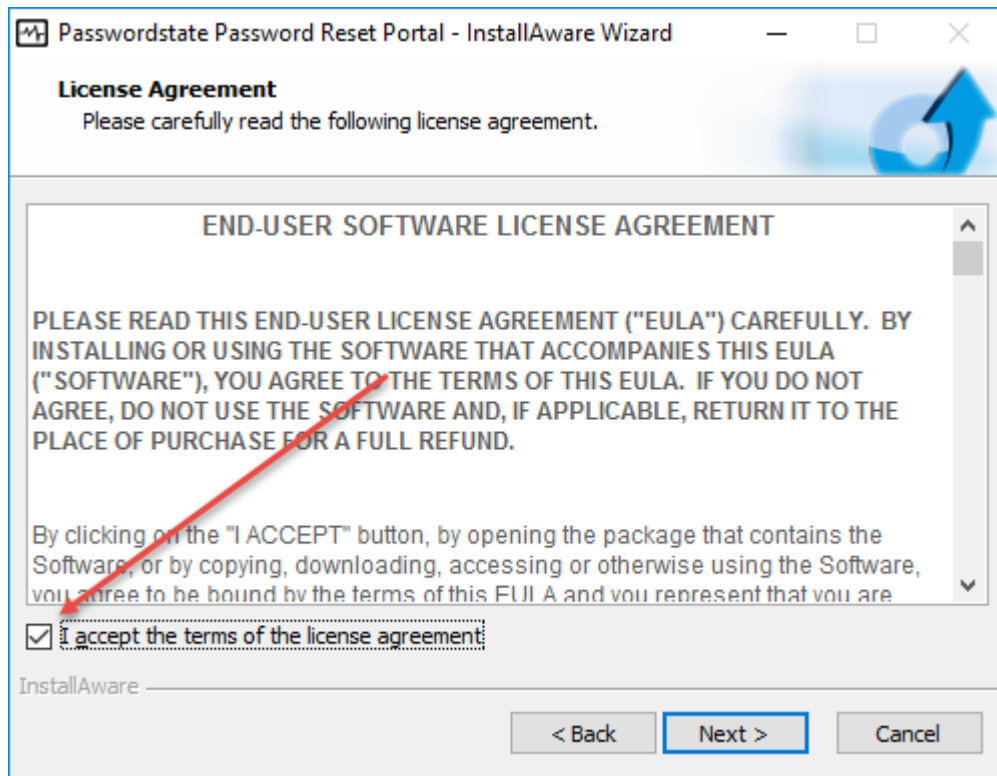 Passwordstate Password Reset Portal - InstallAware Wizard
License Agreement
Please carefully read the following license agreement.
END-USER SOFTWARE LICENSE AGREEMENT
PLEASE READ THIS END-USER LICENSE AGREEMENT ("EULA") CAREFULLY.  BY
INSTALLING OR USING THE SOFTWARE THAT ACCOMPANIES THIS EULA
("SOFTWARE"), YOU AGREE TO THE TERMS OF THIS EULA.  IF YOU DO NOT
AGREE, DO NOT USE THE SOFTWARE AND, IF APPLICABLE, RETURN IT TO THE
PLACE OF PURCHASE FOR A FULL REFUND.
By clicking on the "I ACCEPT" button, by opening the package that contains the
Software, or by copying, downloading, accessing or otherwise using the Software,
you agree to be bound by the terms of this EULA and you represent that you are
I accept the terms of the license agreement
InstallAware
< Back
Next >
Cancel